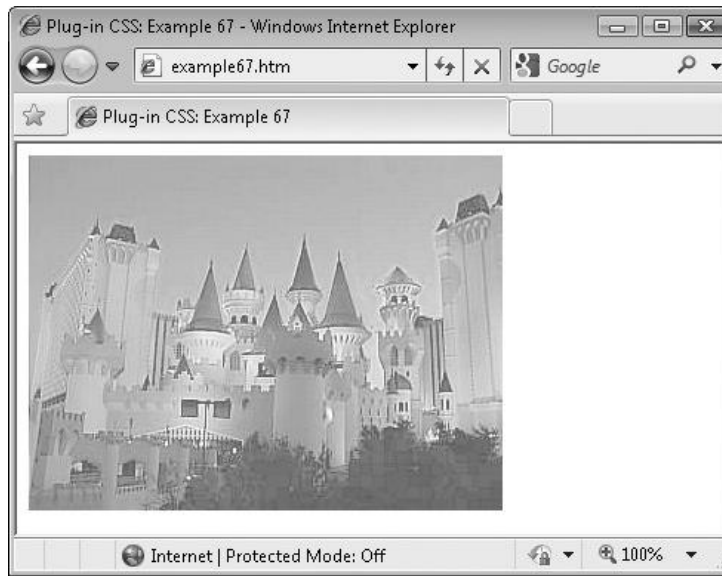 Plug-in CSS: Example 67 - Windows Internet Explorer
example67.htm
Google
Plug-in CSS: Example 67
Internet | Protected Mode: Off
100%